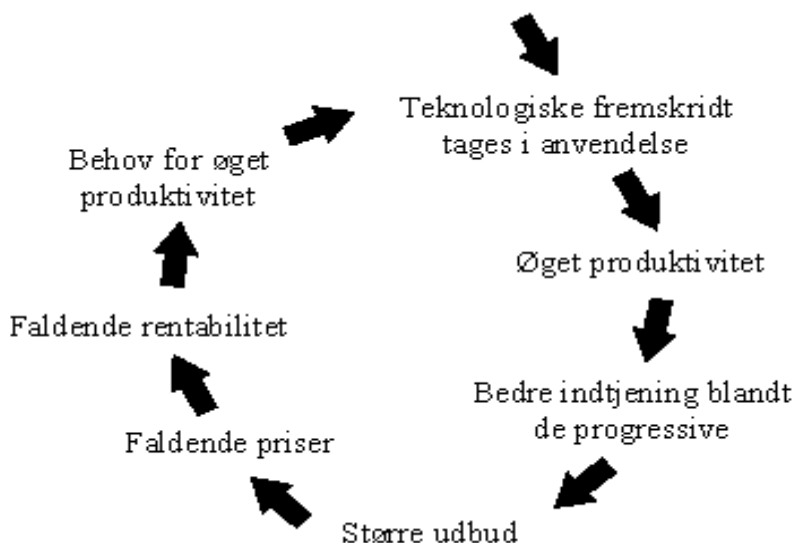 Teknologiske fremskridt
tages i anvendelse
Øget produktivitet
Bedre indtjening blandt
de progressive
Større udbud
Faldende priser
Faldende rentabilitet
Behov for øget
produktivitet